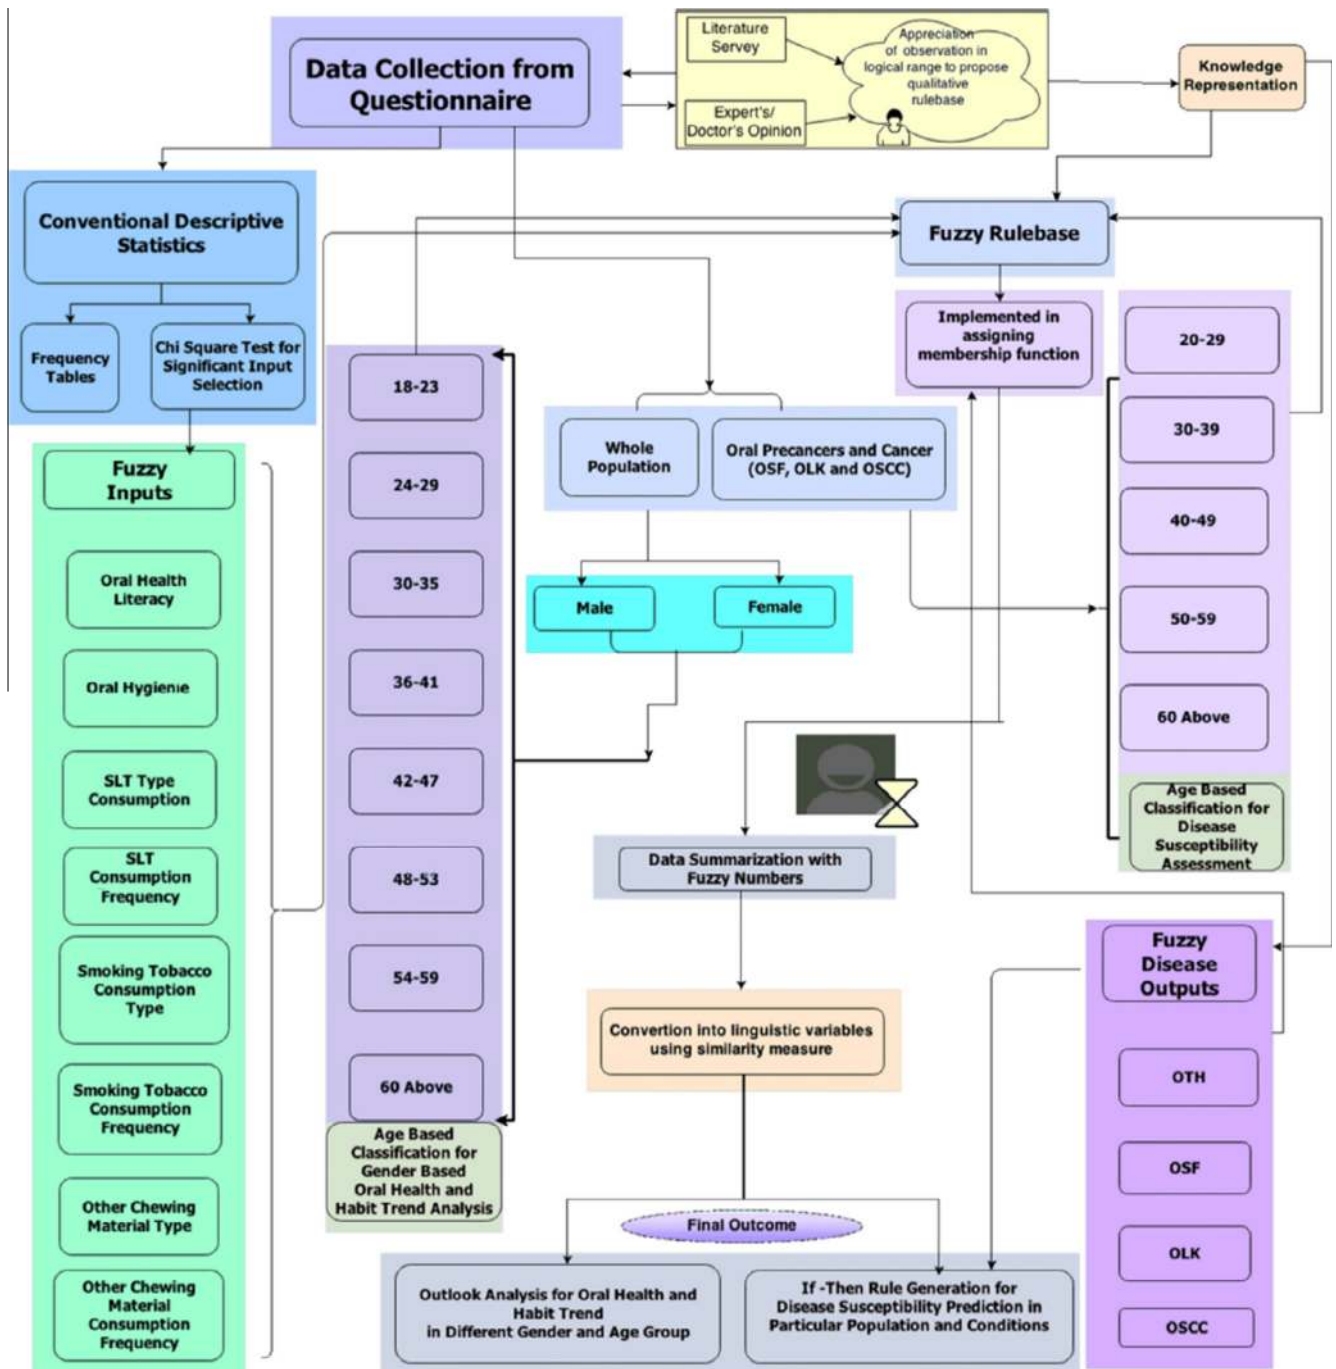 Data Collection from
Questionnaire
Literature
Servey
Expert's/
Doctor's Opinion
Appreciation
of observation in
logical range to propose
qualitative
rulebase
Knowledge
Representation
Conventional Descriptive
Statistics
Frequency
Tables
Chi Square Test for
Significant Input
Selection
Fuzzy Rulebase
Implemented in
assigning
membership function
Fuzzy
Inputs
Oral Health
Literacy
Oral Hygienie
SLT Type
Consumption
SLT
Consumption
Frequency
Smoking Tobacco
Consumption
Type
Smoking Tobacco
Consumption
Frequency
Other Chewing
Material Type
Other Chewing
Material
Consumption
Frequency
18-23
24-29
30-35
36-41
42-47
48-53
54-59
60 Above
Age Based
Classification for
Gender Based
Oral Health and
Habit Trend Analysis
Whole
Population
Oral Precancers and Cancer
(OSF, OLK and OSCC)
Male
Female
20-29
30-39
40-49
50-59
60 Above
Age Based
Classification for
Disease
Susceptibility
Assessment
Data Summarization with
Fuzzy Numbers
Convertion into linguistic variables
using similarity measure
Final Outcome
Outlook Analysis for Oral Health and
Habit Trend
in Different Gender and Age Group
If -Then Rule Generation for
Disease Susceptibility Prediction in
Particular Population and Conditions
Fuzzy
Disease
Outputs
OTH
OSF
OLK
OSCC